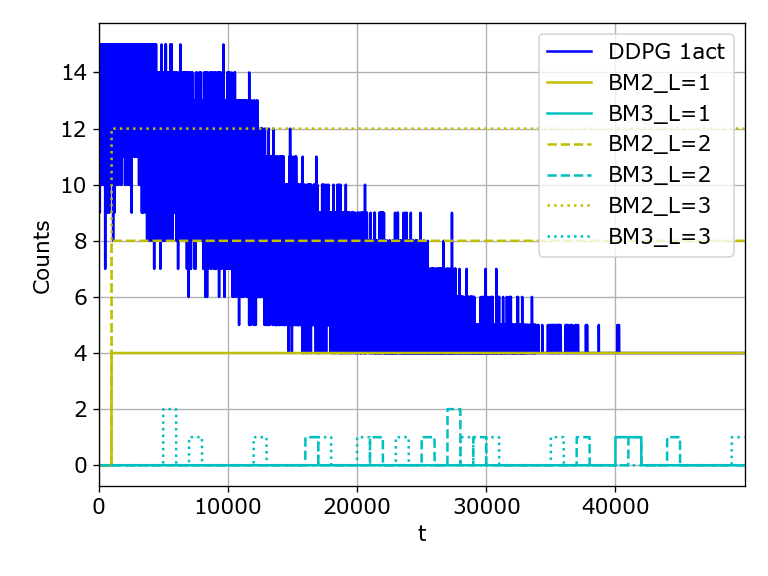 DDPG 1act
BM2_L=1
BM3_L=1
BM2_L=2
BM3_L=2
BM2_L=3
BM3_L=3
Counts
14
12
10
8
6
4
2
0
0
10000
20000
30000
40000
t